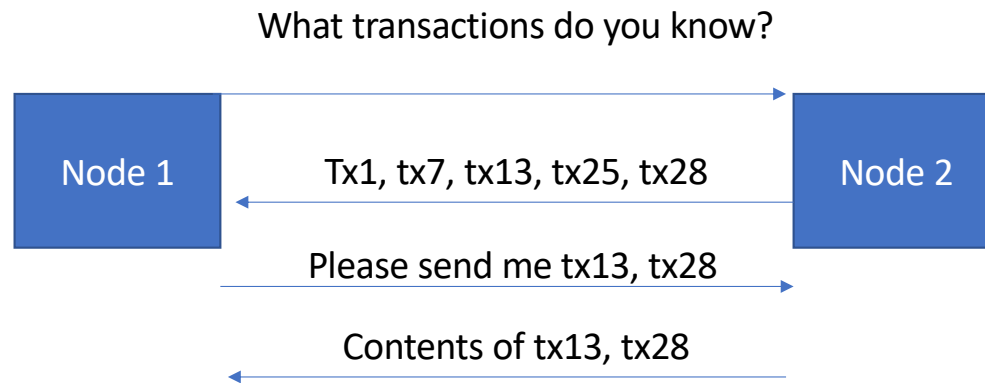 What transactions do you know?
Node 1
Tx1, tx7, tx13, tx25, tx28
Node 2
Please send me tx13, tx28
Contents of tx13, tx28